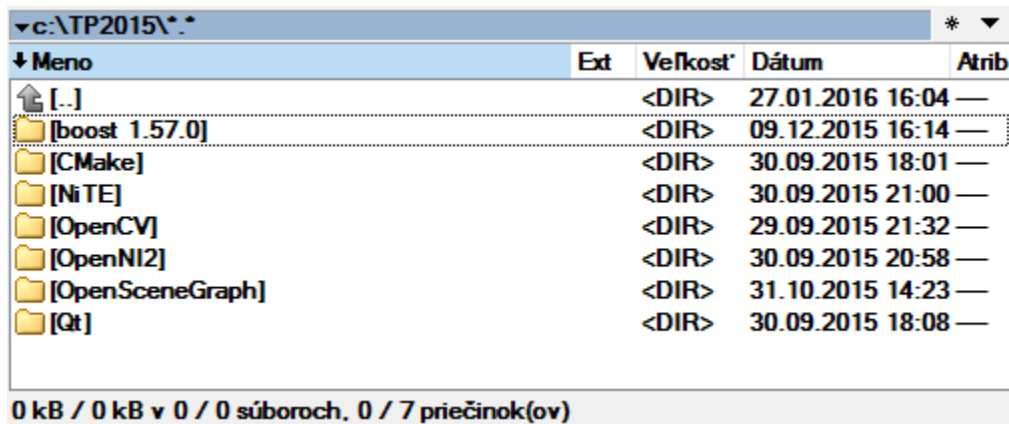 c:\TP2015\*.* * 
Meno Ext Veľkosť Dátum Atrib
[..] <DIR> 27.01.2016 16:04 ----
[boost 1.57.0] <DIR> 09.12.2015 16:14 ----
[CMake] <DIR> 30.09.2015 18:01 ----
[NiTE] <DIR> 30.09.2015 21:00 ----
[OpenCV] <DIR> 29.09.2015 21:32 ----
[OpenNI2] <DIR> 30.09.2015 20:58 ----
[OpenSceneGraph] <DIR> 31.10.2015 14:23 ----
[Qt] <DIR> 30.09.2015 18:08 ----
0 kB / 0 kB v 0 / 0 súboroch, 0 / 7 priečinok(ov)